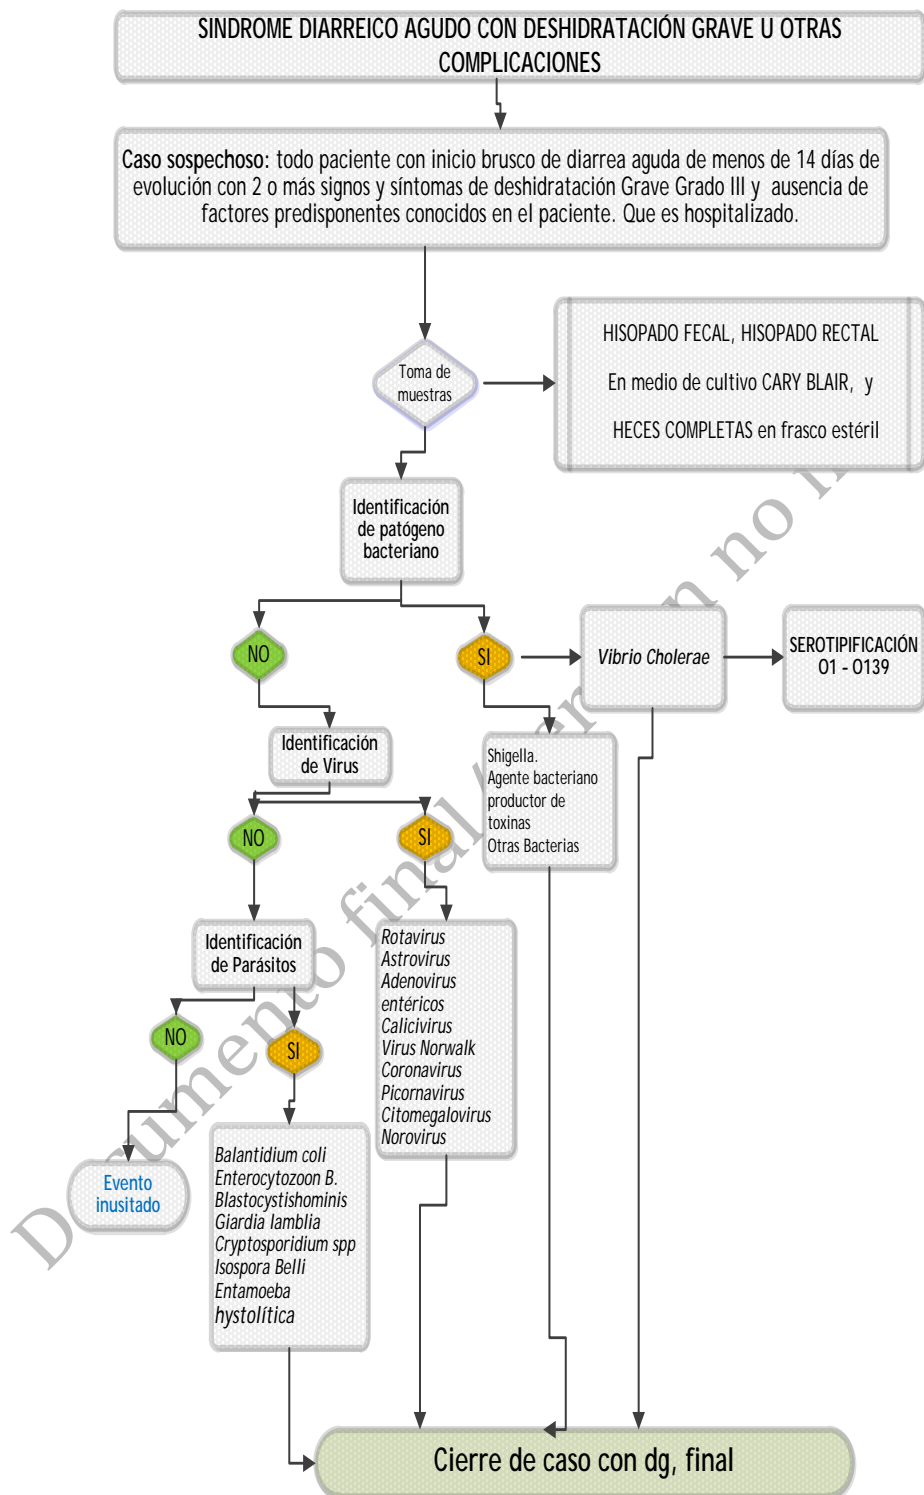 SINDROME DIARREICO AGUDO CON DESHIDRATACIÓN GRAVE U OTRAS
COMPLICACIONES
Caso sospechoso: todo paciente con inicio brusco de diarrea aguda de menos de 14 días de
evolución con 2 o más signos y síntomas de deshidratación Grave Grado III y ausencia de
factores predisponentes conocidos en el paciente. Que es hospitalizado.
Toma de
muestras
HISOPADO FECAL, HISOPADO RECTAL
En medio de cultivo CARY BLAIR, y
HECES COMPLETAS en frasco estéril
Identificación
de patógeno
bacteriano
NO
SI
Vibrio Cholerae
SEROTIPIFICACIÓN
O1 - O139
Identificación
de Virus
Shigella.
Agente bacteriano
productor de
toxinas
Otras Bacterias
NO
SI
Identificación
de Parásitos
Rotavirus
Astrovirus
Adenovirus
entéricos
Calicivirus
Virus Norwalk
Coronavirus
Picornavirus
Citomegalovirus
Norovirus
NO
SI
Evento
inusitado
Balantidium coli
Enterocytozoon B.
Blastocystishominis
Giardia lamblia
Cryptosporidium spp
Isospora Belli
Entamoeba
hystolítica
Cierre de caso con dg, final
Documento final
no